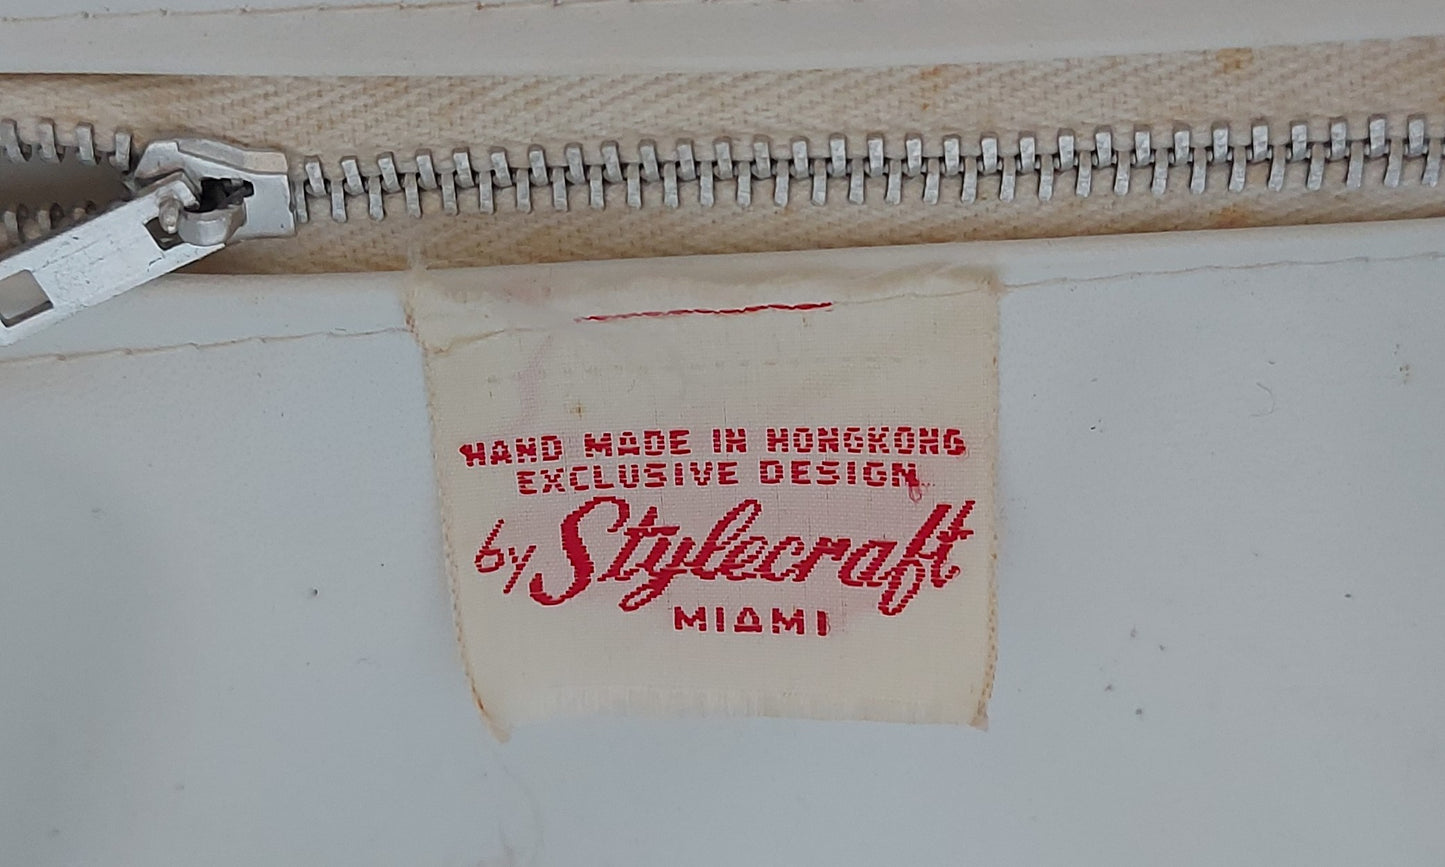 HAND MADE IN HONGKONG
EXCLUSIVE DESIGN
by Stylecraft
MIAMI